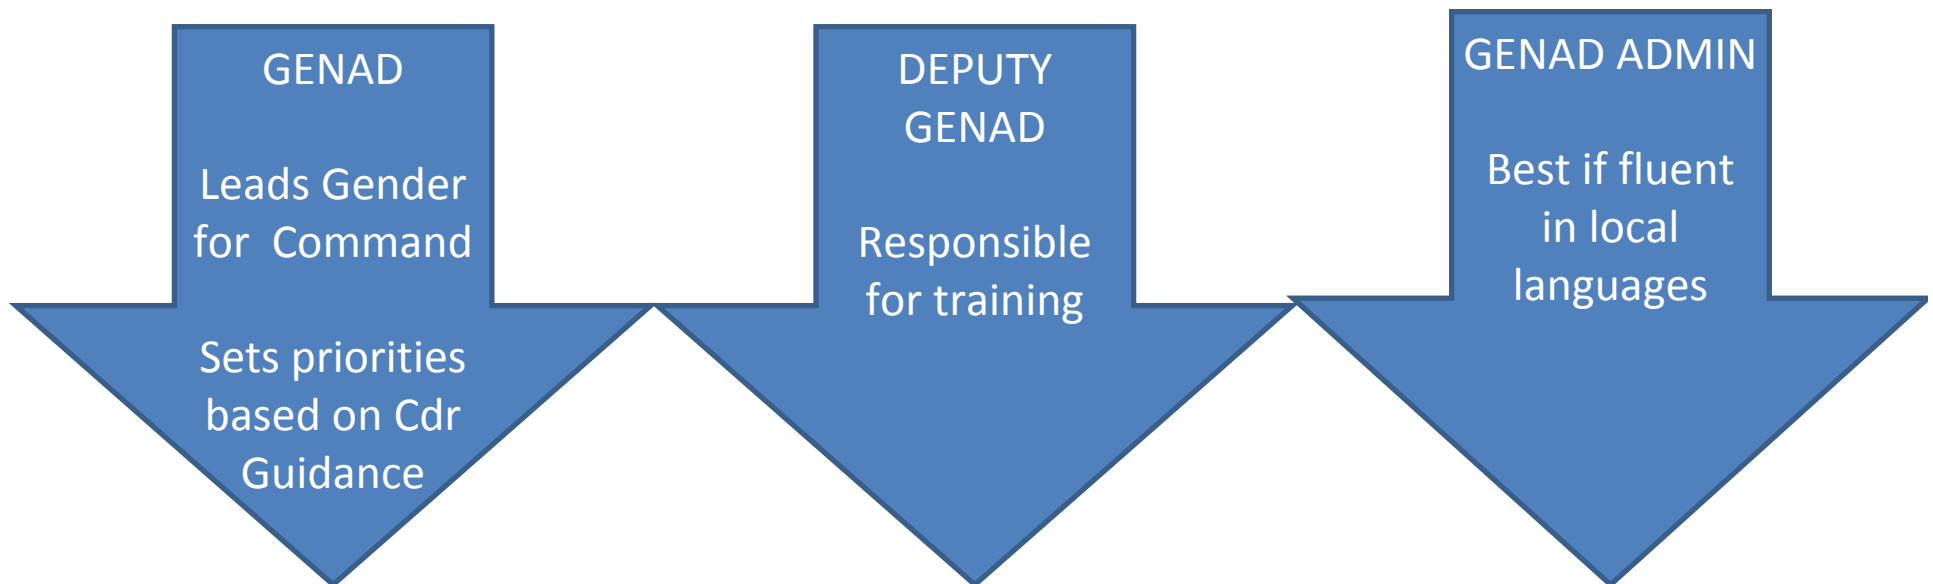 GENAD
Leads Gender
for  Command
Sets priorities
based on Cdr
Guidance
DEPUTY
GENAD
Responsible
for training
GENAD ADMIN
Best if fluent
in local
languages